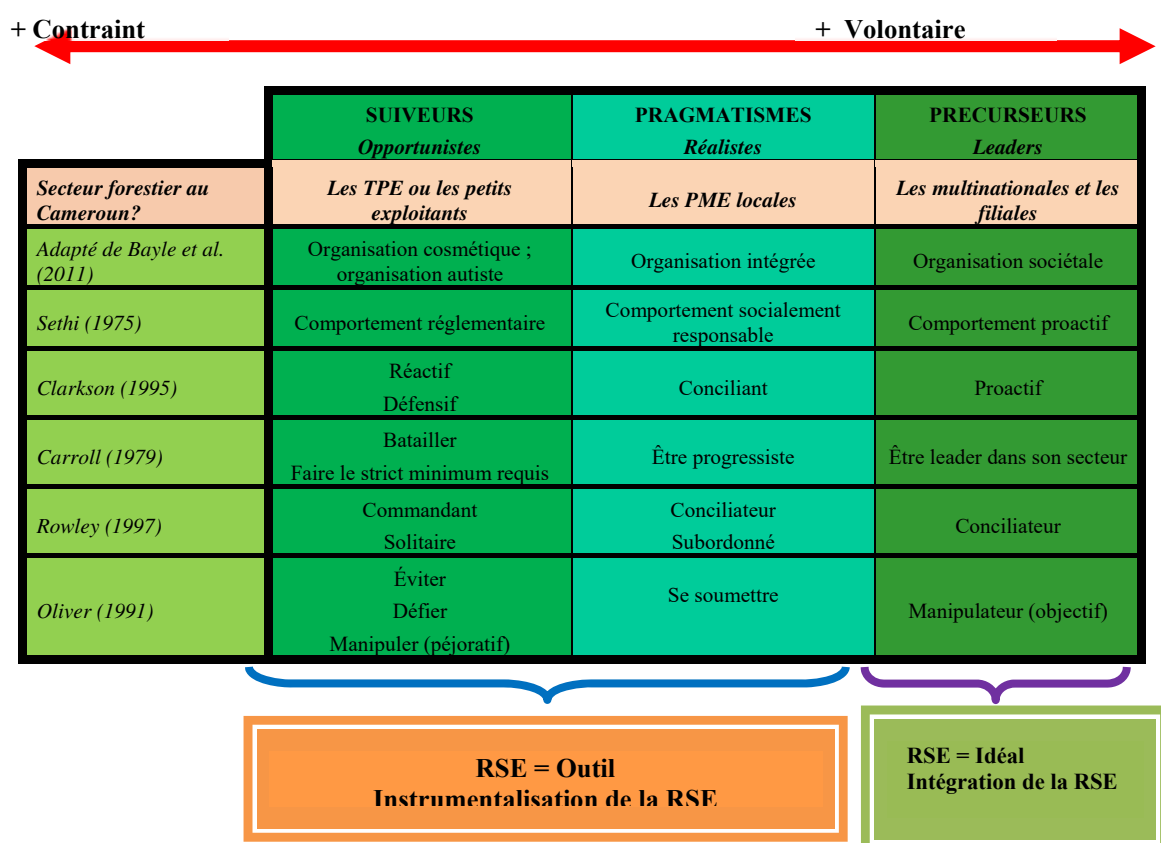 + Contraint
+ Volontaire
SUIVEURS
Opportunistes
PRAGMATISMES
Réalistes
PRECURSEURS
Leaders
Secteur forestier au
Cameroun?
Les TPE ou les petits
exploitants
Les PME locales
Les multinationales et les
filiales
Adapté de Bayle et al.
(2011)
Organisation cosmétique ;
organisation autiste
Organisation intégrée
Organisation sociétale
Sethi (1975)
Comportement réglementaire
Comportement socialement
responsable
Comportement proactif
Clarkson (1995)
Réactif
Défensif
Conciliant
Proactif
Carroll (1979)
Batailler
Faire le strict minimum requis
Être progressiste
Être leader dans son secteur
Rowley (1997)
Commandant
Solitaire
Conciliateur
Subordonné
Conciliateur
Oliver (1991)
Éviter
Défier
Manipuler (péjoratif)
Se soumettre
Manipulateur (objectif)
RSE = Outil
Instrumentalisation de la RSE
RSE = Idéal
Intégration de la RSE